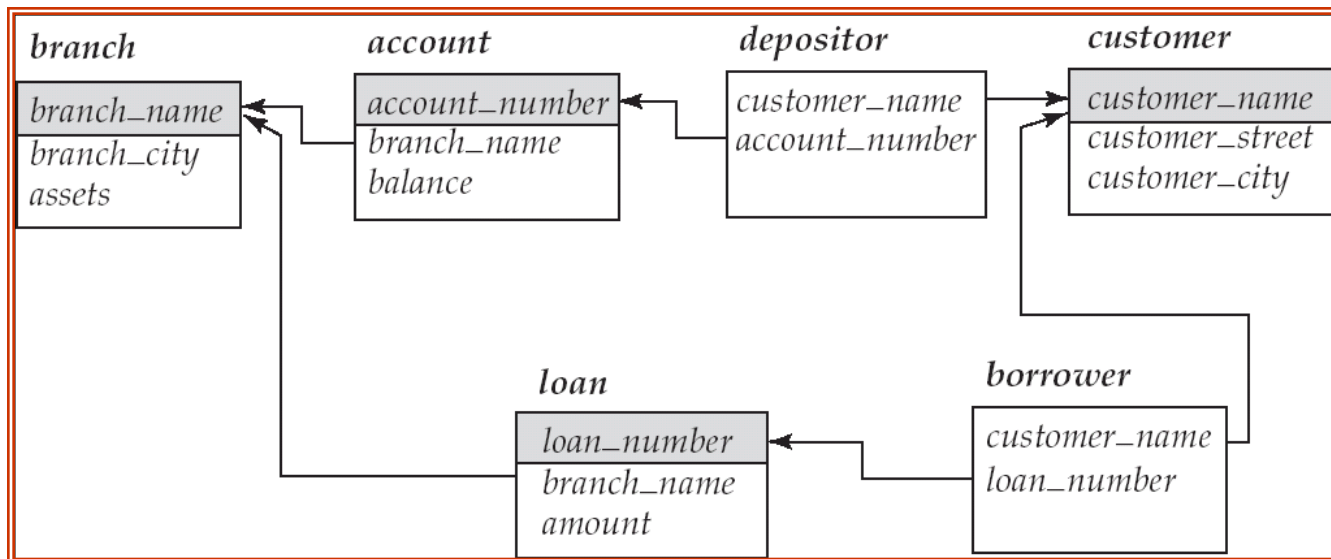 branch
branch_name
branch_city
assets
account
account_number
branch_name
balance
depositor
customer_name
account_number
customer
customer_name
customer_street
customer_city
loan
loan_number
branch_name
amount
borrower
customer_name
loan_number